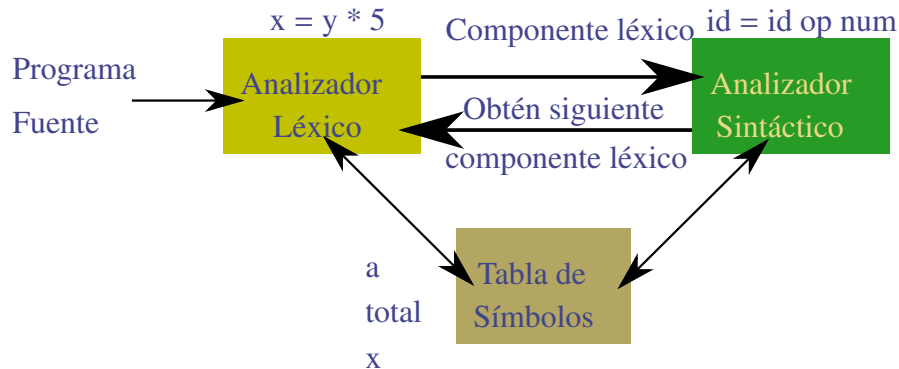 x = y * 5
Componente léxico
id = id op num
Programa
Fuente
Analizador
Léxico
Obtén siguiente
componente léxico
Analizador
Sintáctico
a
total
x
Tabla de
Símbolos